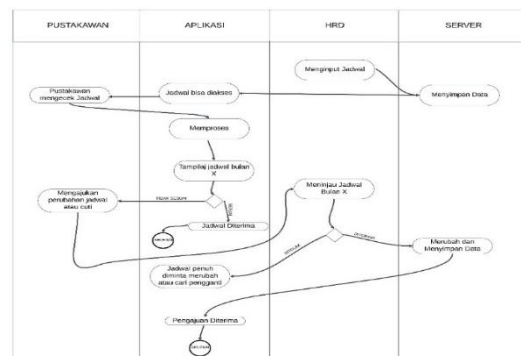 PUSTAKAWAN
APLIKASI
HRD
SERVER
Menginput Jadwal
Pustakawan
mengecek Jadwal
Jadwal bisa diakses
Menyimpan Data
Memproses
Tampilaj jadwal bulan
X
Mengajukan
perubahan jadwal
atau cuti
Meninjau Jadwal
Bulan X
Jadwal Diterima
Jadwal penuh
diminta merubah
atau cari pengganti
Merubah dan
Menyimpan Data
Pengajuan Diterima